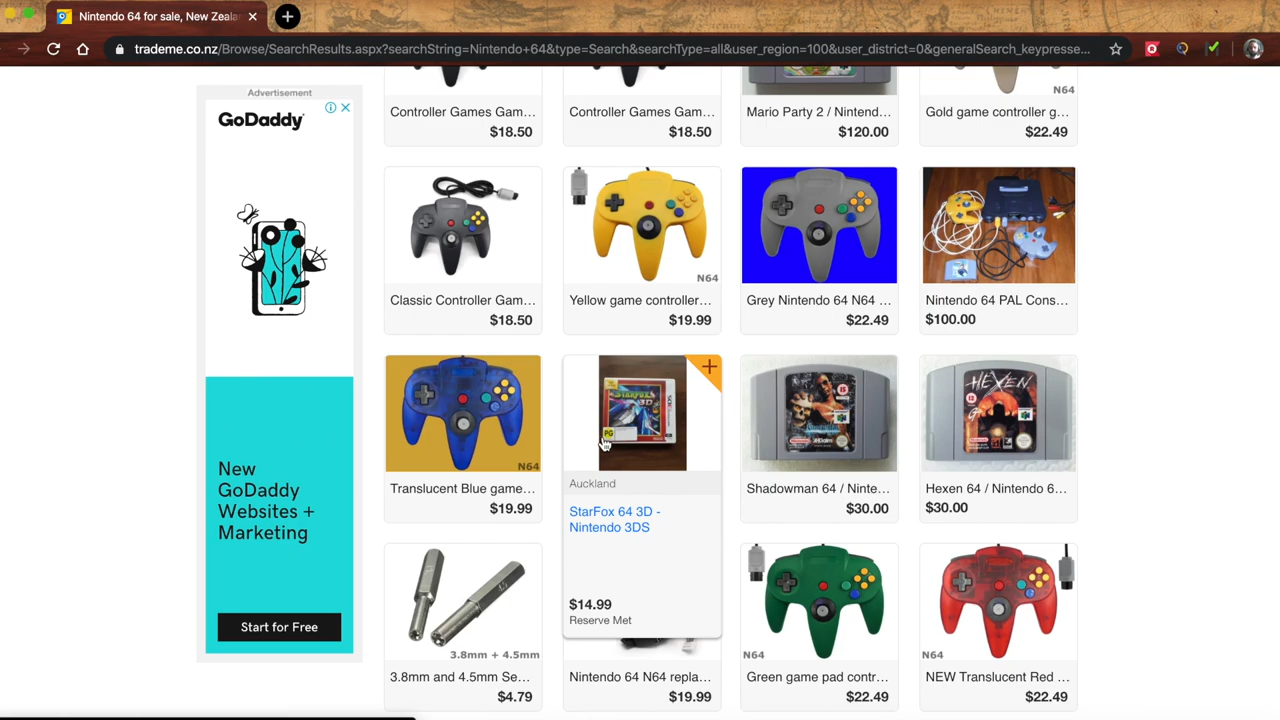 Nintendo 64 for sale, New Zeala
trademe.co.nz/Browse/SearchResults.aspx?searchString=Nintendo+64&type=Search&searchType=all&user_region=100&user_district=0&generalSearch_keypresse...
Advertisement
GoDaddy
New
GoDaddy
Websites +
Marketing
Start for Free
Controller Games Gam...
$18.50
Controller Games Gam...
$18.50
Mario Party 2 / Nintend...
$120.00
N64
Gold game controller g...
$22.49
Classic Controller Gam...
$18.50
N64
Yellow game controller...
$19.99
Grey Nintendo 64 N64 ...
$22.49
Nintendo 64 PAL Cons...
$100.00
N64
Translucent Blue game...
$19.99
STARFOX
3D
PG
Auckland
StarFox 64 3D -
Nintendo 3DS
$14.99
Reserve Met
Shadowman 64 / Ninte...
$30.00
HEXEN
Hexen 64 / Nintendo 6...
$30.00
3.8mm + 4.5mm
3.8mm and 4.5mm Se...
$4.79
Nintendo 64 N64 repla...
$19.99
N64
Green game pad contr...
$22.49
N64
NEW Translucent Red ...
$22.49